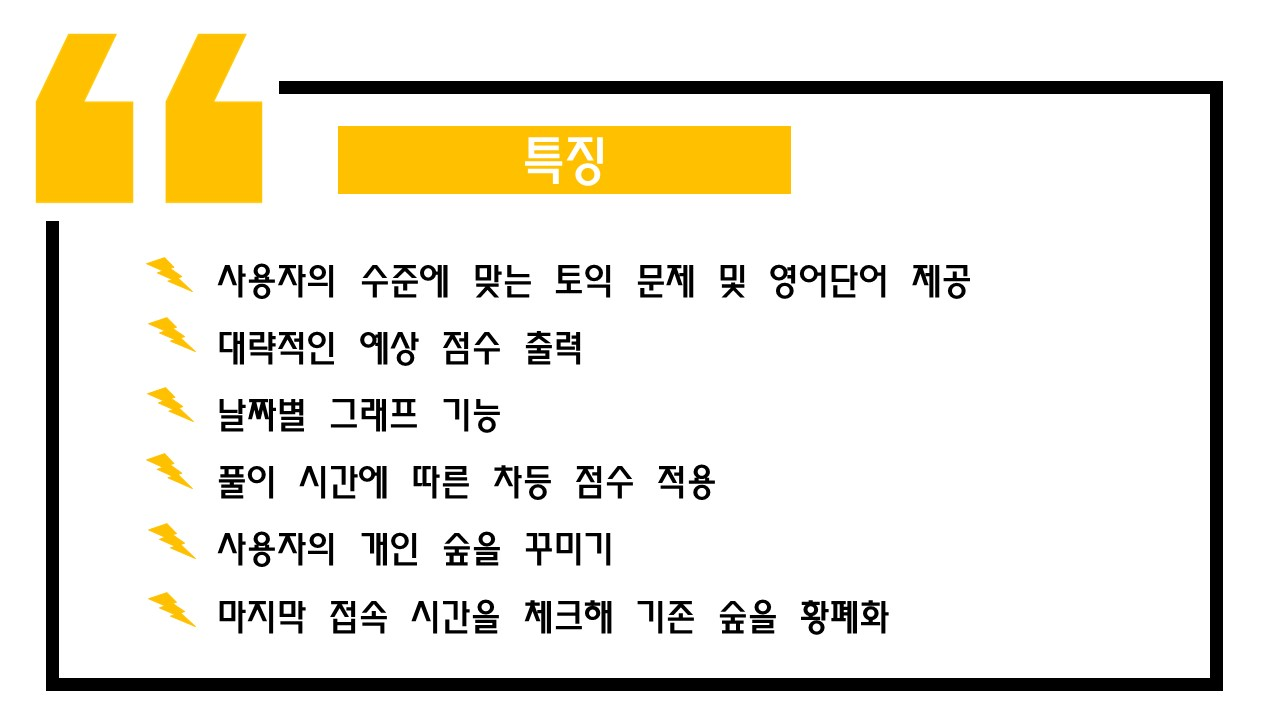 특징
사용자의 수준에 맞는 토익 문제 및 영어단어 제공
대략적인 예상 점수 출력
날짜별 그래프 기능
풀이 시간에 따른 차등 점수 적용
사용자의 개인 숲을 꾸미기
마지막 접속 시간을 체크해 기존 숲을 황폐화